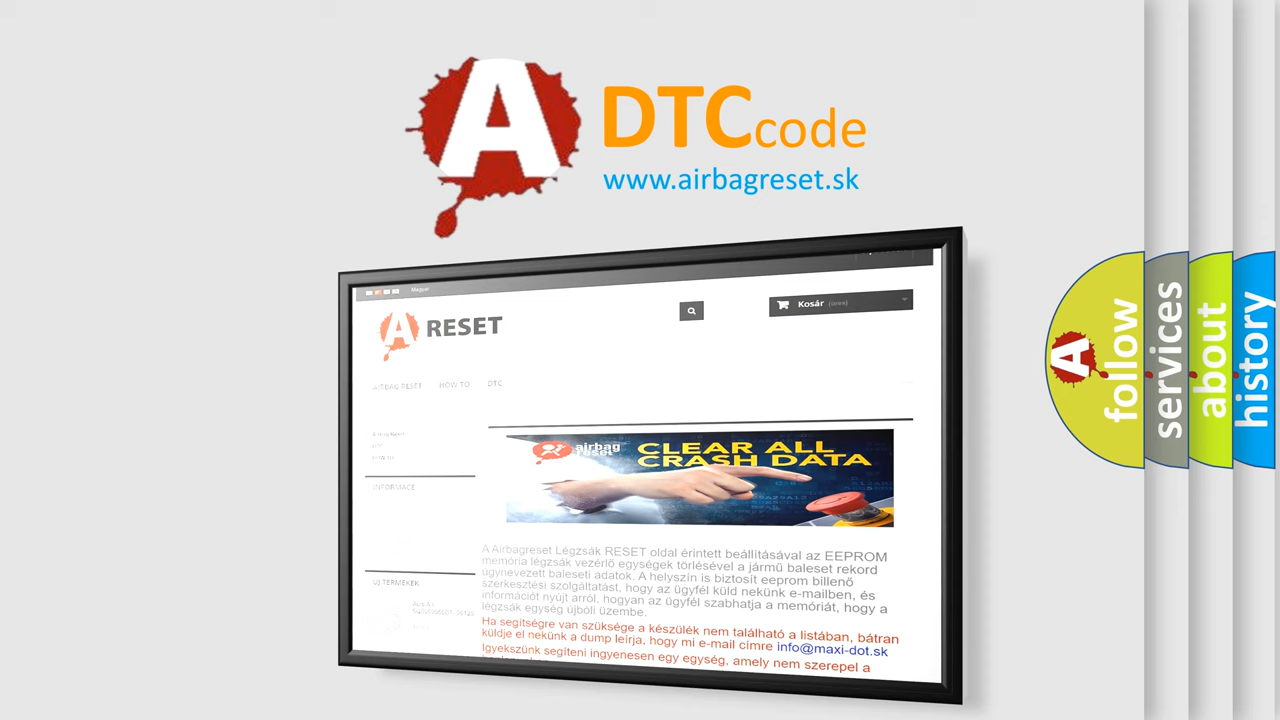 A
DTCcode
www.airbagreset.sk
Magyar
A RESET
Kosár (üres)
AIRBAG RESET HOW TO DTC
Airbag Reset
INFORMACE
airbag
reset
CLEAR ALL
CRASH DATA
A Airbagreset Légzsák RESET oldal érintett beállításával az EEPROM
memória légzsák vezérlő egységek törlésével a jármű baleset rekord
úgynevezett baleseti adatok. A helyszín is biztosít eeprom billenő
szerkesztési szolgáltatást, hogy az ügyfél küld nekünk e-mailben, és
információt nyújt arról, hogyan az ügyfél szabhatja a memóriát, hogy a
légzsák egység újbóli üzembe.
Ha segítségre van szüksége a készülék nem található a listában, bátran
küldje el nekünk a dump leírja, hogy mi e-mail címre info@maxi-dot.sk
Igyekszünk segíteni ingyenesen egy egység, amely nem szerepel a
ÚJ TERMÉKEK
A
follow
services
about
history